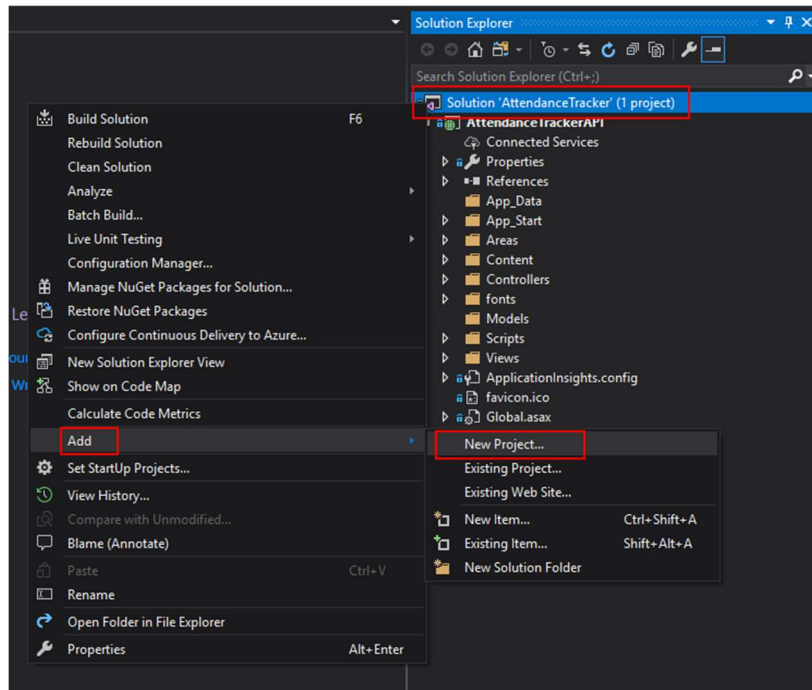 Solution Explorer
Search Solution Explorer (Ctrl+;)
Solution 'AttendanceTracker' (1 project)
AttendanceTrackerAPI
Connected Services
Properties
References
App_Data
App_Start
Areas
Content
Controllers
fonts
Models
Scripts
Views
ApplicationInsights.config
favicon.ico
Global.asax
Build Solution F6
Rebuild Solution
Clean Solution
Analyze
Batch Build...
Live Unit Testing
Configuration Manager...
Manage NuGet Packages for Solution...
Restore NuGet Packages
Configure Continuous Delivery to Azure...
New Solution Explorer View
Show on Code Map
Calculate Code Metrics
Add
Set StartUp Projects...
View History...
Compare with Unmodified...
Blame (Annotate)
Paste Ctrl+V
Rename
Open Folder in File Explorer
Properties Alt+Enter
New Project...
Existing Project...
Existing Web Site...
New Item... Ctrl+Shift+A
Existing Item... Shift+Alt+A
New Solution Folder